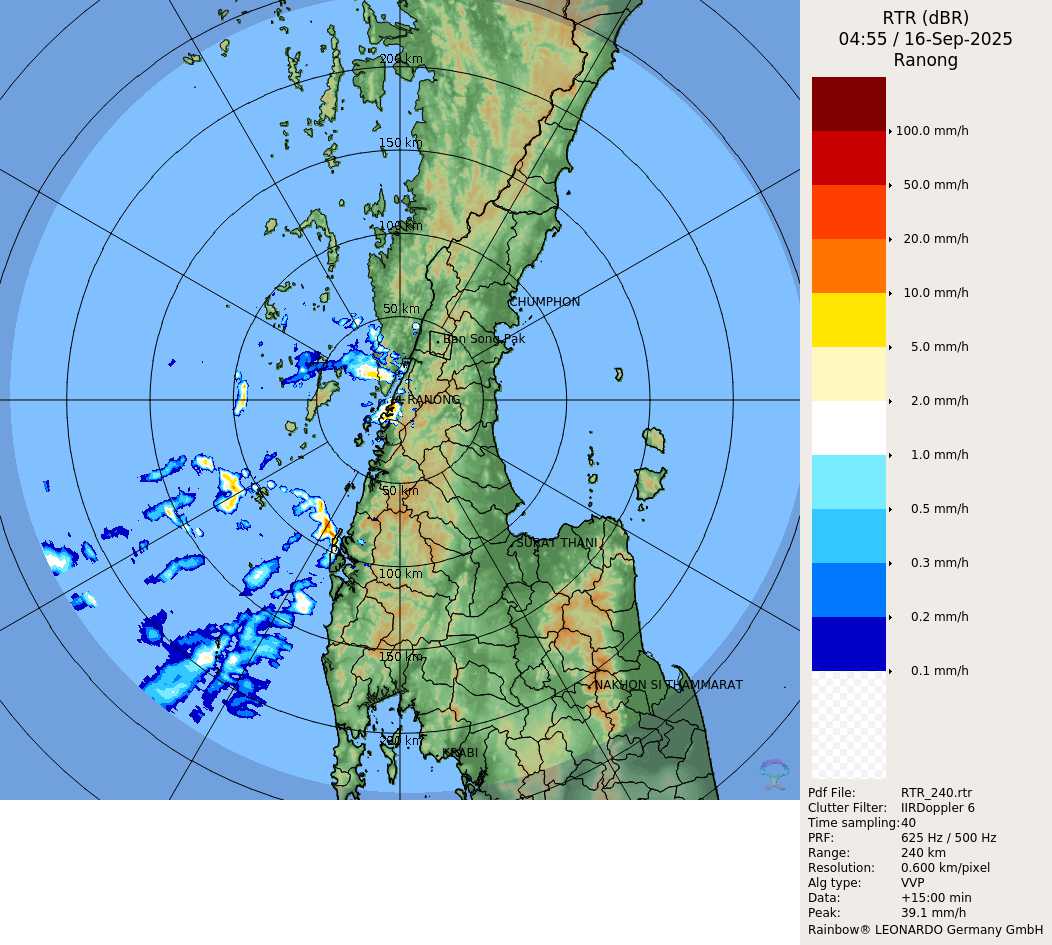 RTR (dBR)
04:55 / 16-Sep-2025
Ranong
200 km
150 km
100 km
50 km
CHUMPHON
Ban Song Pak
RANONG
50 km
SURAT THANI
100 km
150 km
NAKHON SI THAMMARAT
200 km
KRABI
100.0 mm/h
50.0 mm/h
20.0 mm/h
10.0 mm/h
5.0 mm/h
2.0 mm/h
1.0 mm/h
0.5 mm/h
0.3 mm/h
0.2 mm/h
0.1 mm/h
Pdf File: RTR_240.rtr
Clutter Filter: IIRDoppler 6
Time sampling:40
PRF: 625 Hz / 500 Hz
Range: 240 km
Resolution: 0.600 km/pixel
Alg type: VVP
Data: +15:00 min
Peak: 39.1 mm/h
Rainbow® LEONARDO Germany GmbH